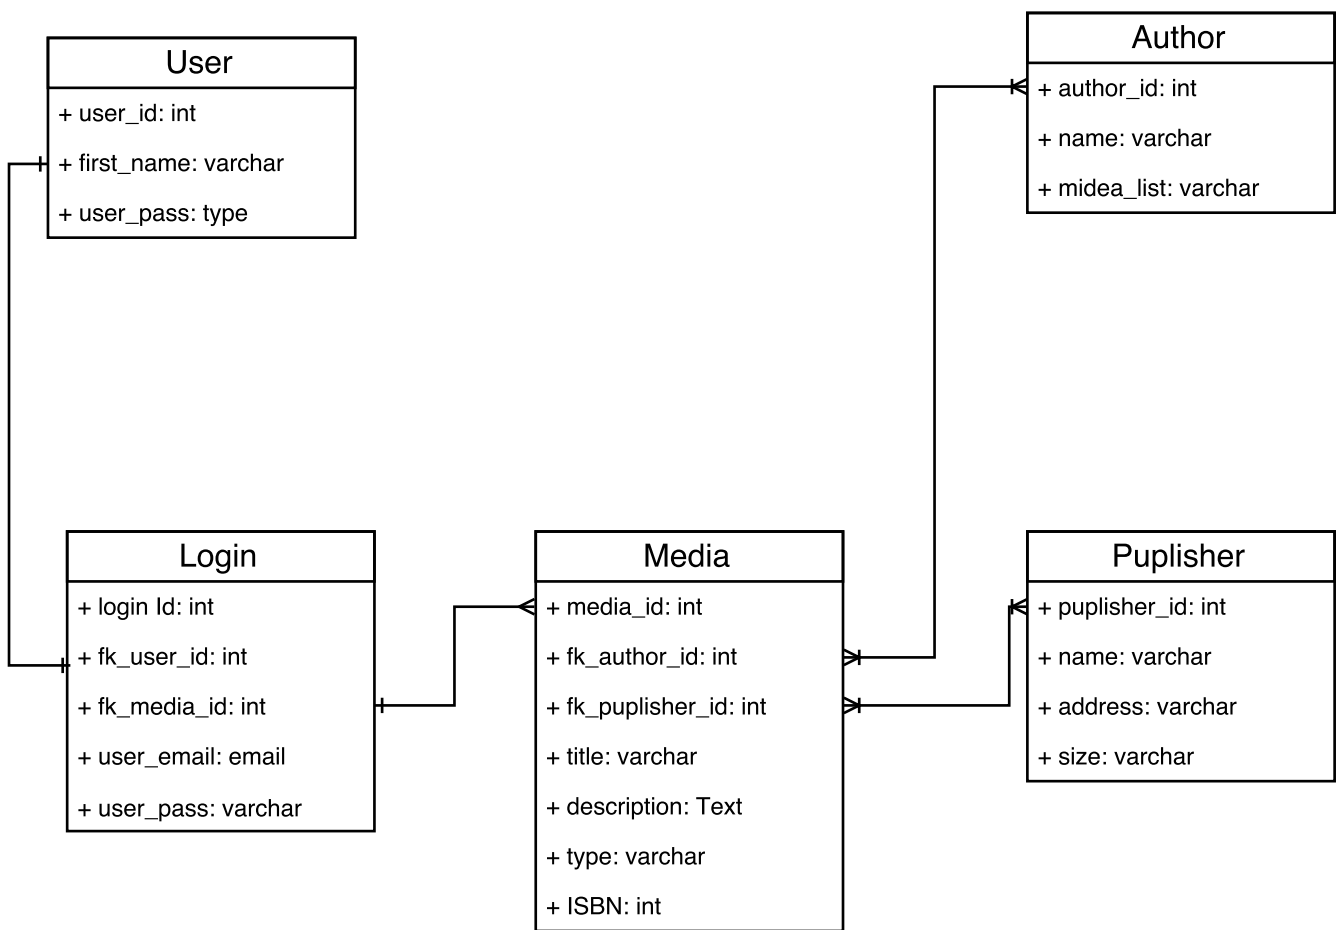 User
+ user_id: int
+ first_name: varchar
+ user_pass: type
Author
+ author_id: int
+ name: varchar
+ midea_list: varchar
Login
+ login Id: int
+ fk_user_id: int
+ fk_media_id: int
+ user_email: email
+ user_pass: varchar
Media
+ media_id: int
+ fk_author_id: int
+ fk_puplisher_id: int
+ title: varchar
+ description: Text
+ type: varchar
+ ISBN: int
Puplisher
+ puplisher_id: int
+ name: varchar
+ address: varchar
+ size: varchar